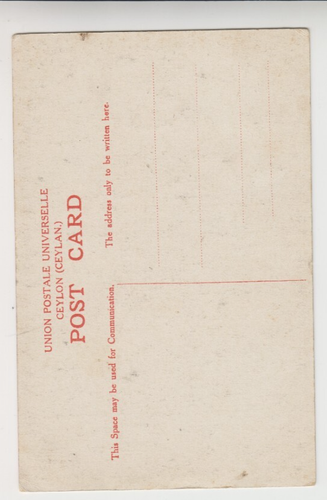 UNION POSTALE UNIVERSELLE
CEYLON (CEYLAN.)
POST CARD
This Space may be used for Communication.
The address only to be written here.